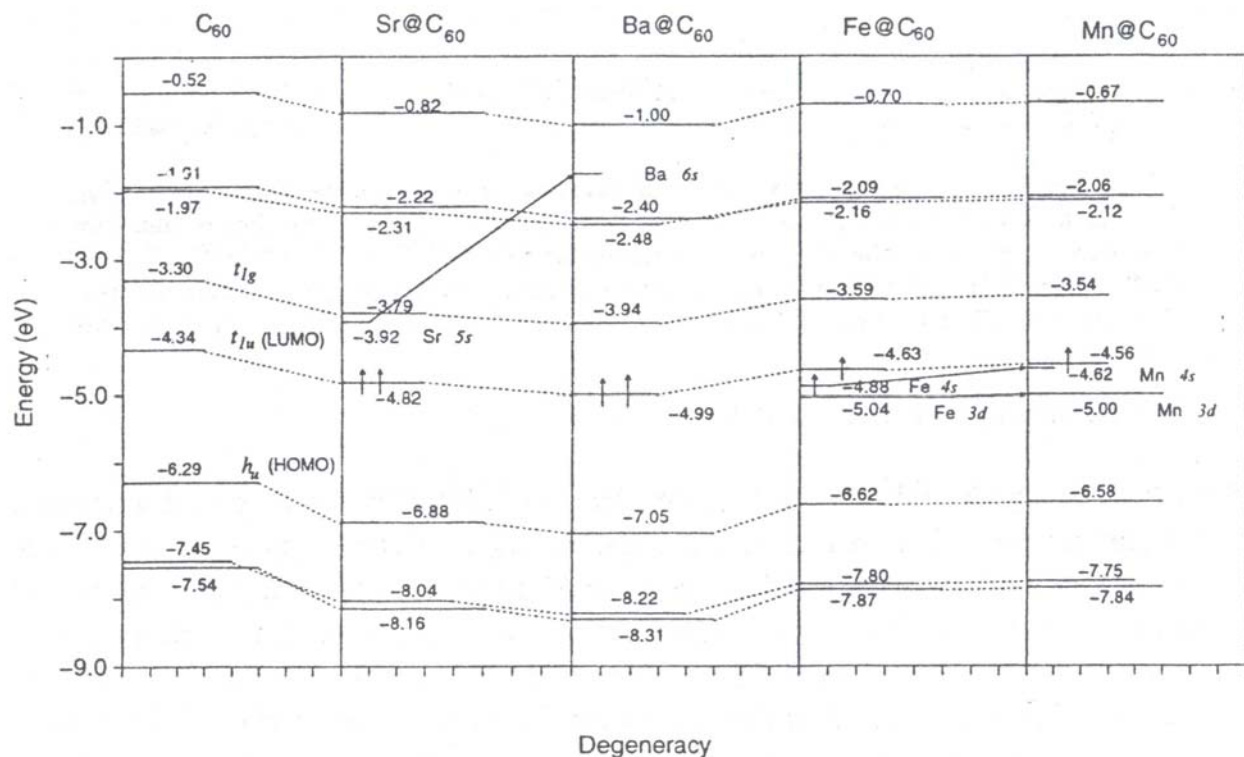 C60 Sr@C60 Ba@C60 Fe@C60 Mn@C60
−0.52 −0.82 −1.00 −0.70 −0.67
−1.0
Ba 6s
−1.91 −2.22 −2.40 −2.09 −2.06
−1.97 −2.31 −2.48 −2.16 −2.12
−3.0
−3.30 t1g −3.79 −3.94 −3.59 −3.54
−3.92 Sr 5s
−4.34 t1u (LUMO) −4.82 −4.99 −4.63 −4.56
−4.88 Fe 4s −4.62 Mn 4s
−5.0
−5.04 Fe 3d −5.00 Mn 3d
−6.29 hu (HOMO) −6.88 −7.05 −6.62 −6.58
−7.0
−7.45 −8.04 −8.22 −7.80 −7.75
−7.54 −8.16 −8.31 −7.87 −7.84
−9.0
Energy (eV)
Degeneracy